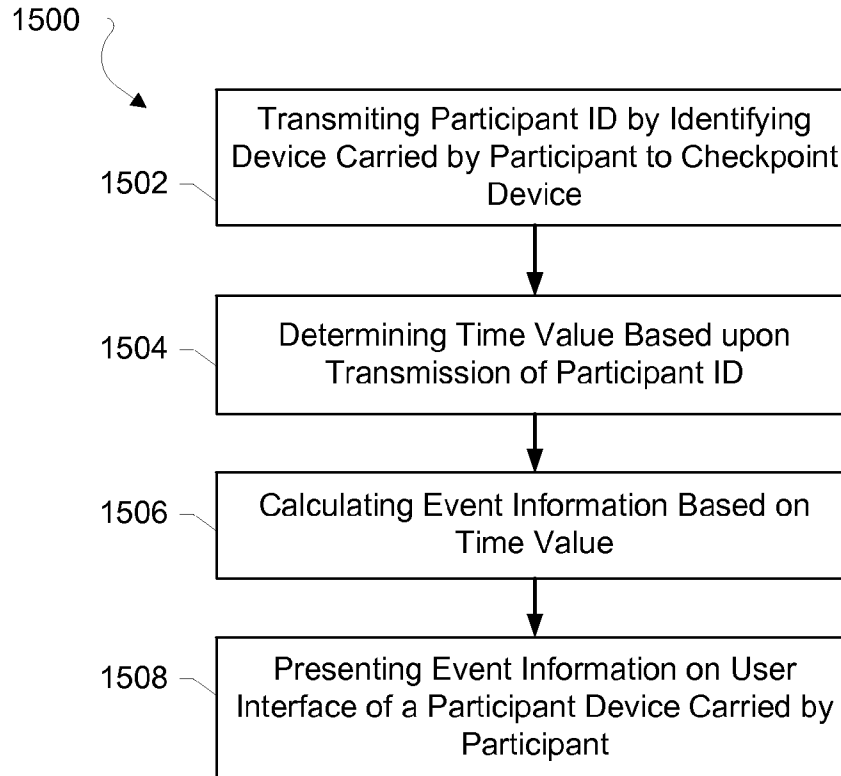 1500
Transmiting Participant ID by Identifying
Device Carried by Participant to Checkpoint
Device
1502
Determining Time Value Based upon
Transmission of Participant ID
1504
Calculating Event Information Based on
Time Value
1506
Presenting Event Information on User
Interface of a Participant Device Carried by
Participant
1508